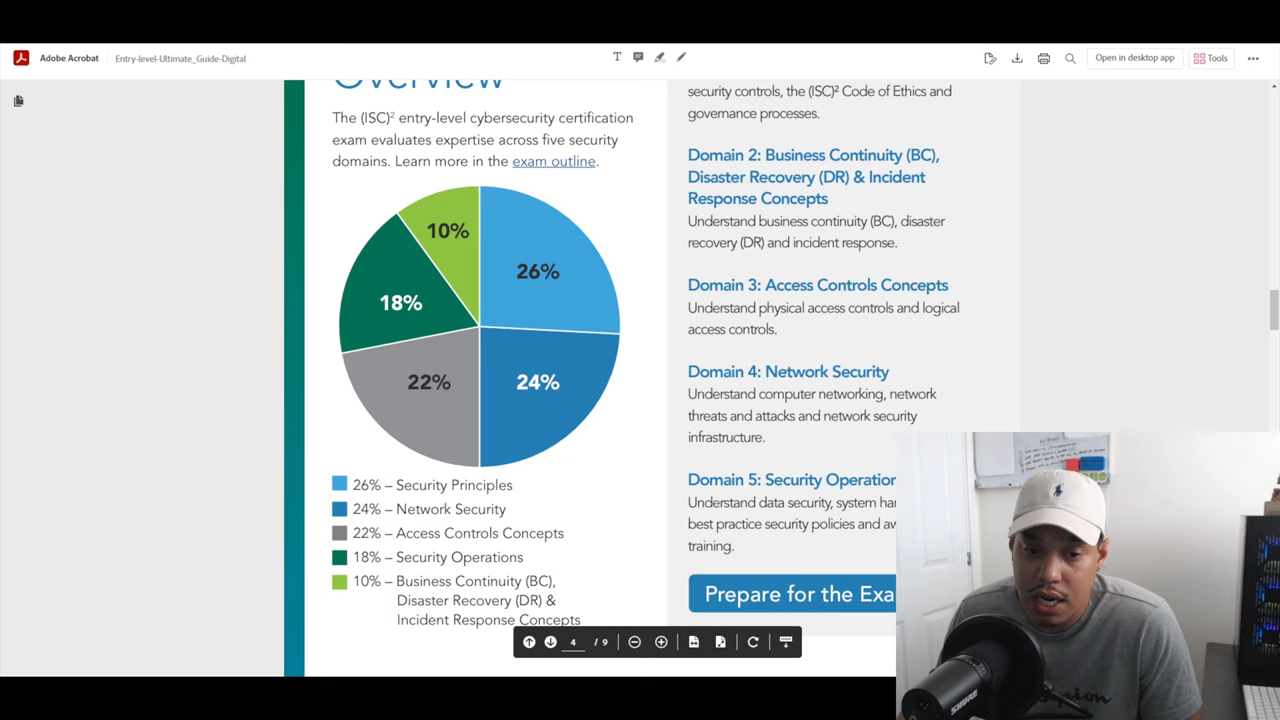 Adobe Acrobat
Entry-level-Ultimate_Guide-Digital
Open in desktop app
Tools
Overview
The (ISC)² entry-level cybersecurity certification
exam evaluates expertise across five security
domains. Learn more in the exam outline.
10%
26%
18%
22%
24%
26% – Security Principles
24% – Network Security
22% – Access Controls Concepts
18% – Security Operations
10% – Business Continuity (BC),
Disaster Recovery (DR) &
Incident Response Concepts
security controls, the (ISC)² Code of Ethics and
governance processes.
Domain 2: Business Continuity (BC),
Disaster Recovery (DR) & Incident
Response Concepts
Understand business continuity (BC), disaster
recovery (DR) and incident response.
Domain 3: Access Controls Concepts
Understand physical access controls and logical
access controls.
Domain 4: Network Security
Understand computer networking, network
threats and attacks and network security
infrastructure.
Domain 5: Security Operation
Understand data security, system har
best practice security policies and aw
training.
Prepare for the Exa
4 / 9
SHURE